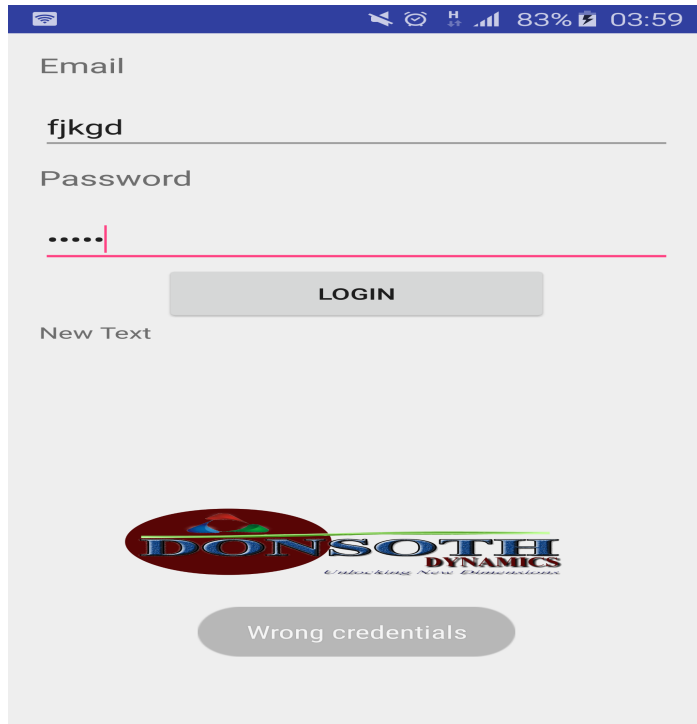 H 83% 03:59
Email
fjkgd
Password
•••••
LOGIN
New Text
DONSOTH
DYNAMICS
Unlocking New Dimensions
Wrong credentials